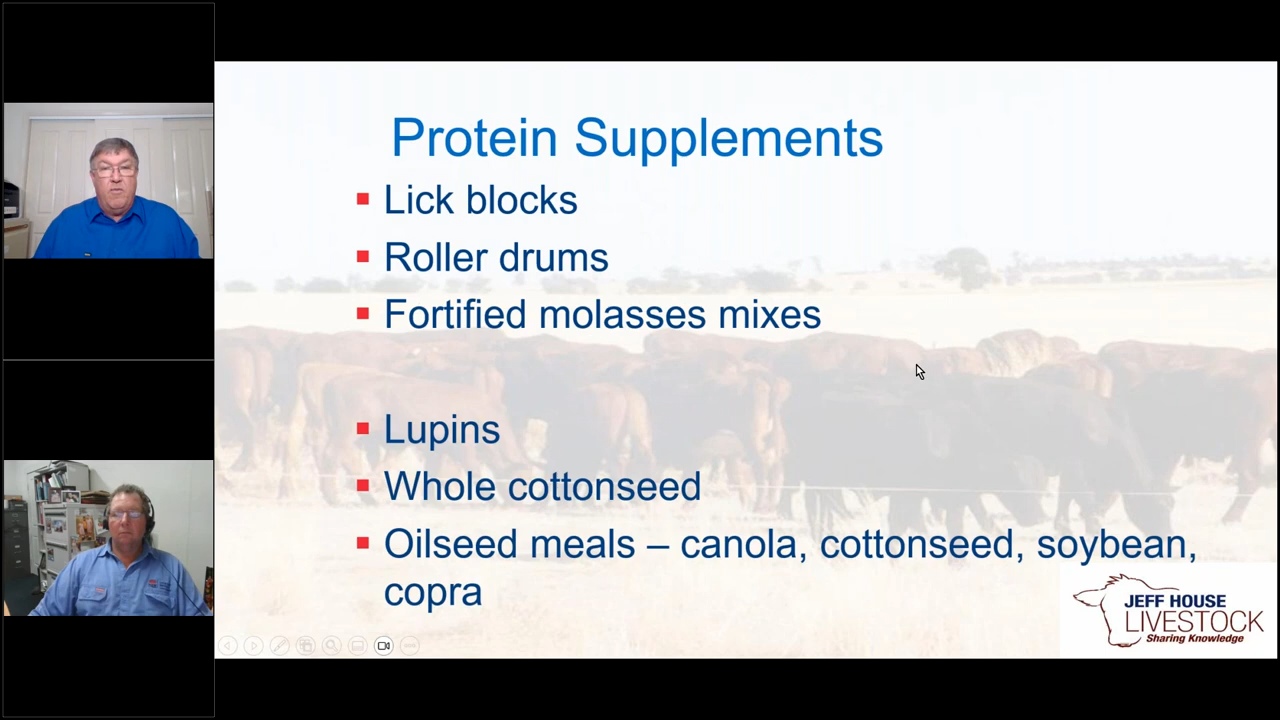 Protein Supplements
Lick blocks
Roller drums
Fortified molasses mixes
Lupins
Whole cottonseed
Oilseed meals – canola, cottonseed, soybean,
copra
JEFF HOUSE
LIVESTOCK
Sharing Knowledge